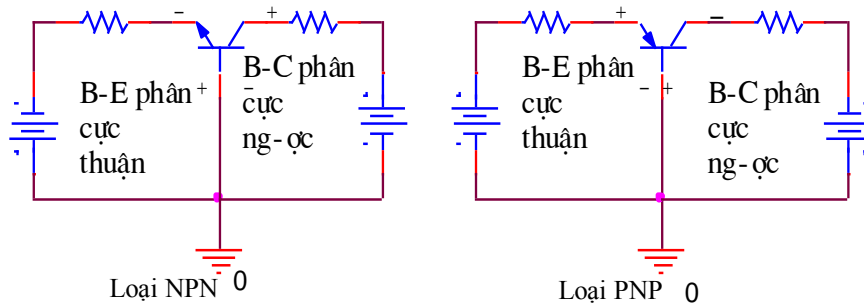 − +
B-E phân
cực
thuận
+ −
B-C phân
cực
ng-ợc
Loại NPN
0
+ −
B-E phân
cực
thuận
− +
B-C phân
cực
ng-ợc
Loại PNP
0